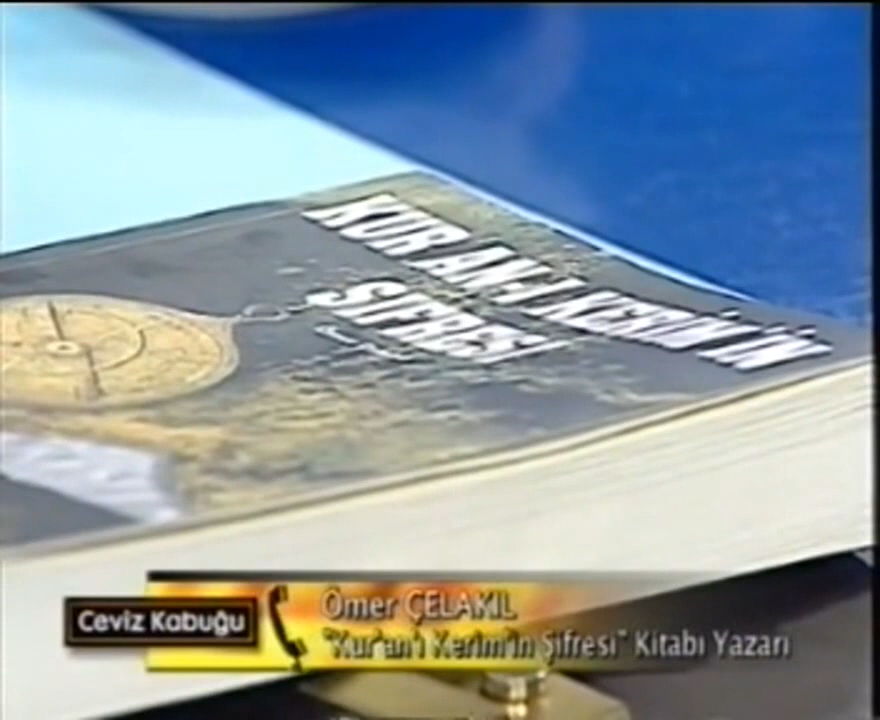 KUR'AN-I KERİM'İN
ŞİFRESİ
Ceviz Kabuğu
Ömer ÇELAKIL
"Kur'an'ı Kerim'in Şifresi" Kitabı Yazarı